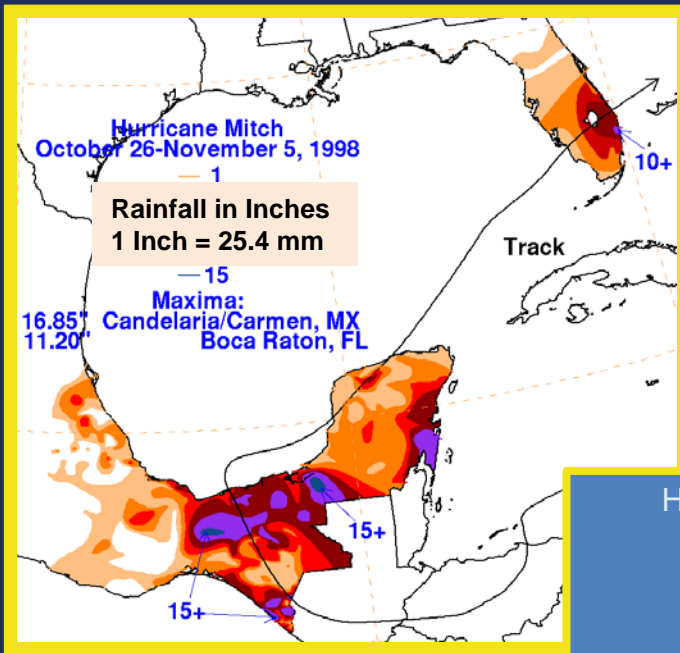 Hurricane Mitch
October 26-November 5, 1998
1
Rainfall in Inches
1 Inch = 25.4 mm
15
Maxima:
16.85" Candelaria/Carmen, MX
11.20" Boca Raton, FL
10+
Track
15+
15+
H